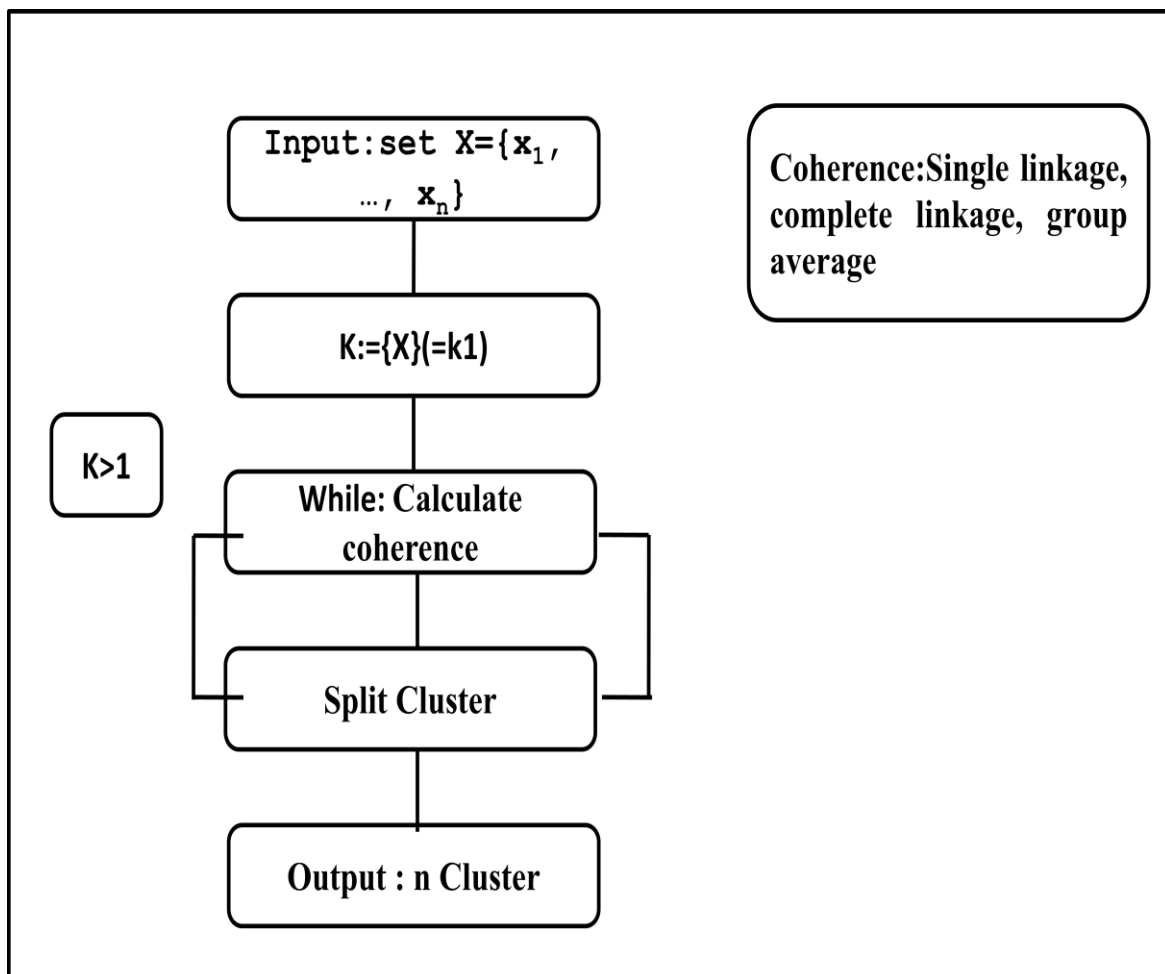 Input:set X={x₁,
…, xₙ}
Coherence:Single linkage,
complete linkage, group
average
K:={X}(=k1)
K>1
While: Calculate
coherence
Split Cluster
Output : n Cluster